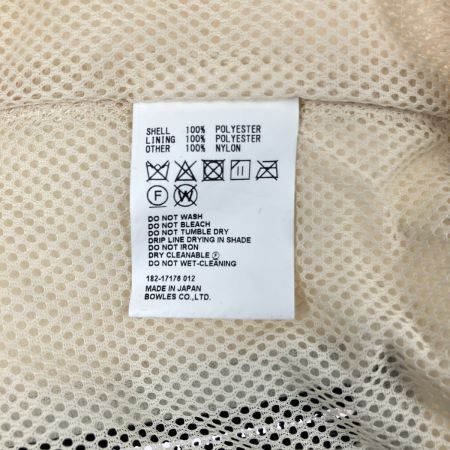 SHELL 100% POLYESTER
LINING 100% POLYESTER
OTHER 100% NYLON
F W
DO NOT WASH
DO NOT BLEACH
DO NOT TUMBLE DRY
DRIP LINE DRYING IN SHADE
DO NOT IRON
DRY CLEANABLE Ⓕ
DO NOT WET-CLEANING
182-17176 012
MADE IN JAPAN
BOWLES CO.,LTD.